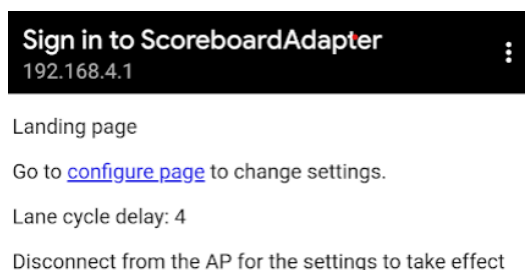 Sign in to ScoreboardAdapter
192.168.4.1
Landing page
Go to configure page to change settings.
Lane cycle delay: 4
Disconnect from the AP for the settings to take effect